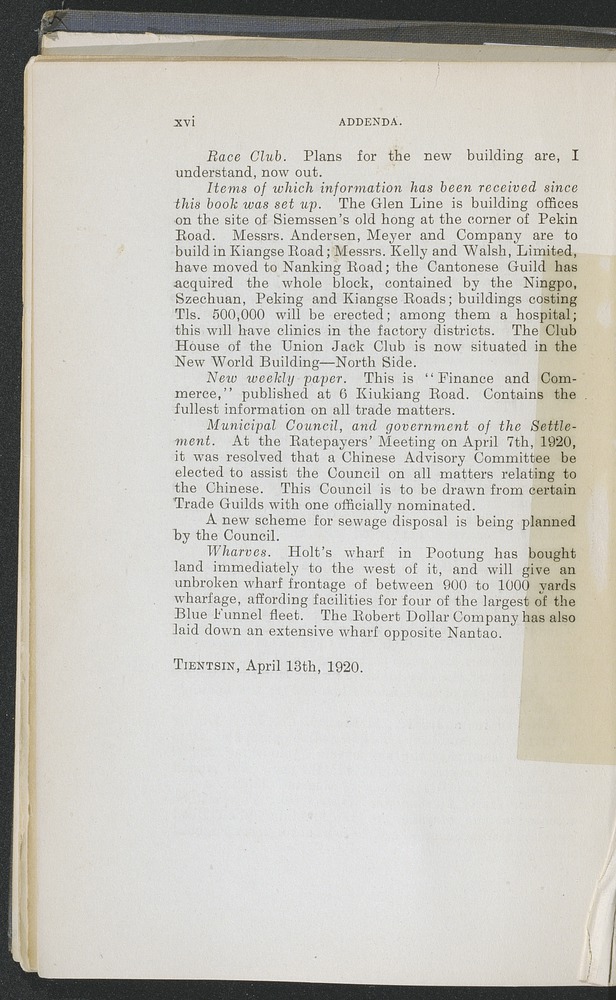 xvi ADDENDA.
Race Club. Plans for the new building are, I
understand, now out.
Items of which information has been received since
this book was set up. The Glen Line is building offices
on the site of Siemssen's old hong at the corner of Pekin
Road. Messrs. Andersen, Meyer and Company are to
build in Kiangse Road; Messrs. Kelly and Walsh, Limited,
have moved to Nanking Road; the Cantonese Guild has
acquired the whole block, contained by the Ningpo,
Szechuan, Peking and Kiangse Roads; buildings costing
Tls. 500,000 will be erected; among them a hospital;
this will have clinics in the factory districts. The Club
House of the Union Jack Club is now situated in the
New World Building—North Side.
New weekly paper. This is "Finance and Com-
merce," published at 6 Kiukiang Road. Contains the
fullest information on all trade matters.
Municipal Council, and government of the Settle-
ment. At the Ratepayers' Meeting on April 7th, 1920,
it was resolved that a Chinese Advisory Committee be
elected to assist the Council on all matters relating to
the Chinese. This Council is to be drawn from certain
Trade Guilds with one officially nominated.
A new scheme for sewage disposal is being planned
by the Council.
Wharves. Holt's wharf in Pootung has bought
land immediately to the west of it, and will give an
unbroken wharf frontage of between 900 to 1000 yards
wharfage, affording facilities for four of the largest of the
Blue Funnel fleet. The Robert Dollar Company has also
laid down an extensive wharf opposite Nantao.
TIENTSIN, April 13th, 1920.